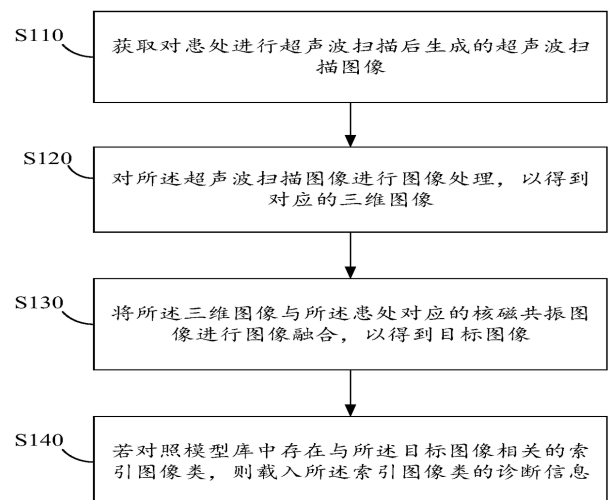 S110
获取对患处进行超声波扫描后生成的超声波扫
描图像
S120
对所述超声波扫描图像进行图像处理，以得到
对应的三维图像
S130
将所述三维图像与所述患处对应的核磁共振图
像进行图像融合，以得到目标图像
S140
若对照模型库中存在与所述目标图像相关的索
引图像类，则载入所述索引图像类的诊断信息